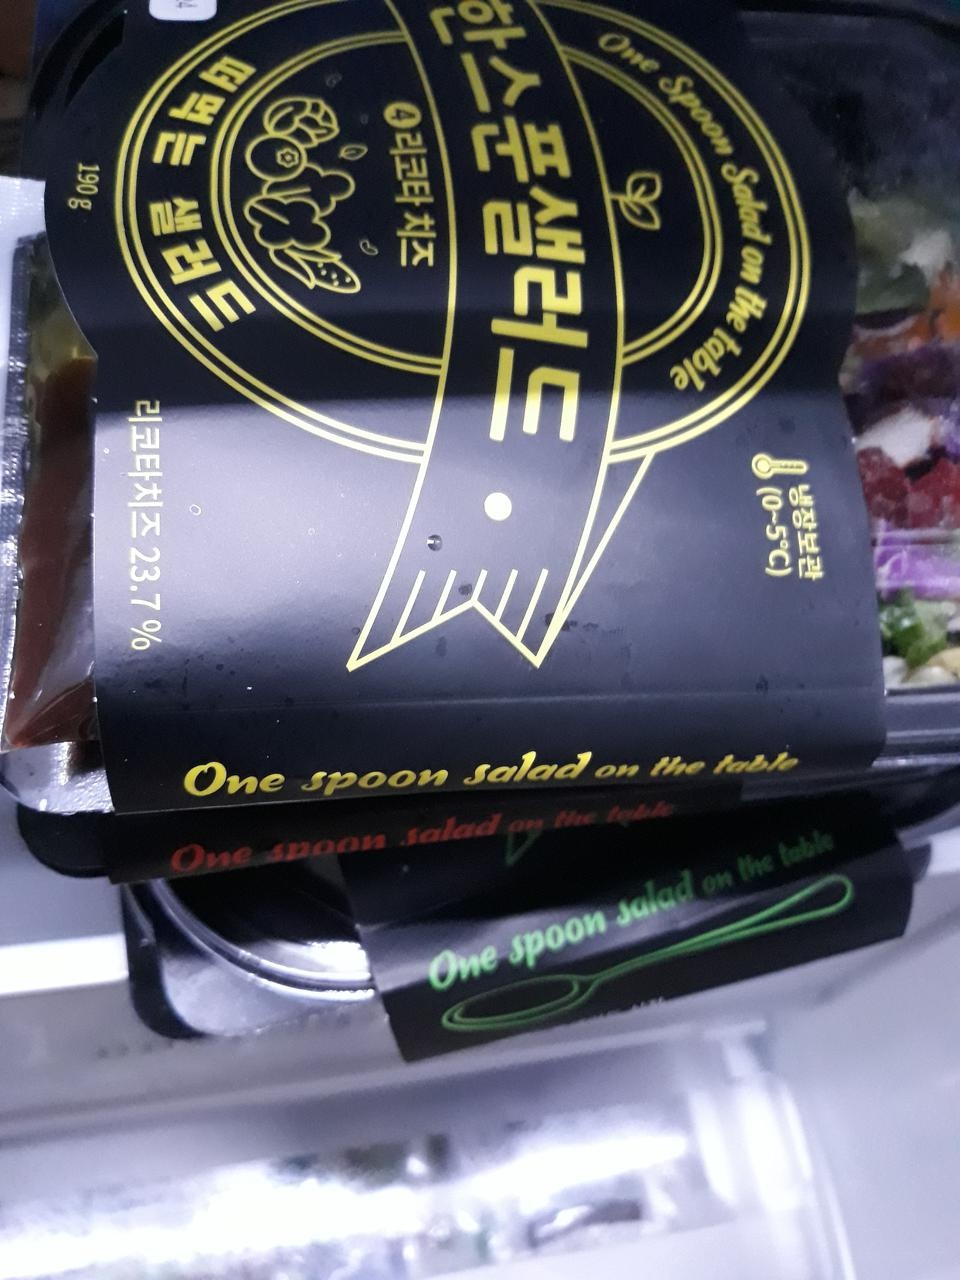 한스푼샐러드
One Spoon Salad on the table
❹리코타 치즈
떠먹는 샐러드
190g
냉장보관
(0~5℃)
리코타치즈 23.7 %
One spoon salad on the table
One spoon salad on the table
One spoon salad on the table